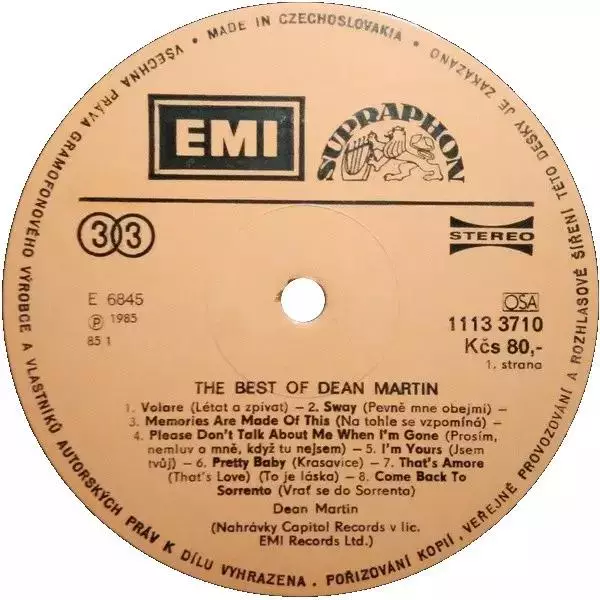 MADE IN CZECHOSLOVAKIA • VŠECHNA PRÁVA GRAMOFONOVÉHO VÝROBCE A VLASTNÍKŮ AUTORSKÝCH PRÁV K DÍLU VYHRAZENA . POŘIZOVÁNÍ KOPIÍ , VEŘEJNÉ PROVOZOVÁNÍ A ROZHLASOVÉ ŠÍŘENÍ TÉTO DESKY JE ZAKÁZÁNO
EMI
SUPRAPHON
33
STEREO
E 6845
Ⓟ 1985
85 1
OSA
1113 3710
Kčs 80,-
1. strana
THE BEST OF DEAN MARTIN
1. Volare (Létat a zpívat) – 2. Sway (Pevně mne obejmi) –
3. Memories Are Made Of This (Na tohle se vzpomíná) –
4. Please Don't Talk About Me When I'm Gone (Prosím,
nemluv o mně, když tu nejsem) – 5. I'm Yours (Jsem
tvůj) – 6. Pretty Baby (Krasavice) – 7. That's Amore
(That's Love) (To je láska) – 8. Come Back To
Sorrento (Vrať se do Sorrenta)
Dean Martin
(Nahrávky Capitol Records v lic.
EMI Records Ltd.)